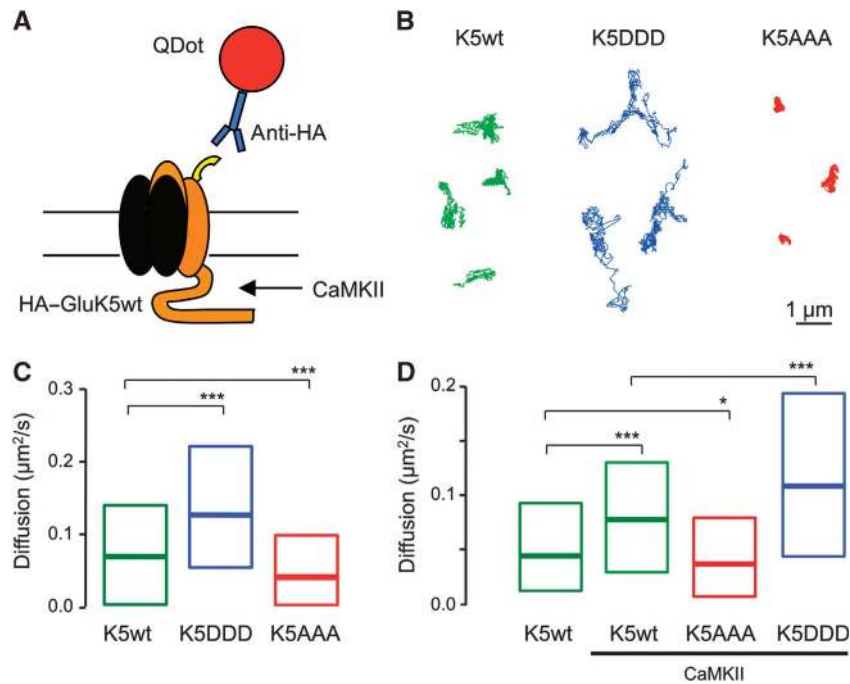 A
QDot
Anti-HA
HA–GluK5wt
CaMKII
B
K5wt K5DDD K5AAA
1 µm
C
Diffusion (µm²/s)
0.3
0.2
0.1
0.0
***
***
K5wt K5DDD K5AAA
D
Diffusion (µm²/s)
0.2
0.1
0.0
***
*
***
K5wt K5wt K5AAA K5DDD
CaMKII